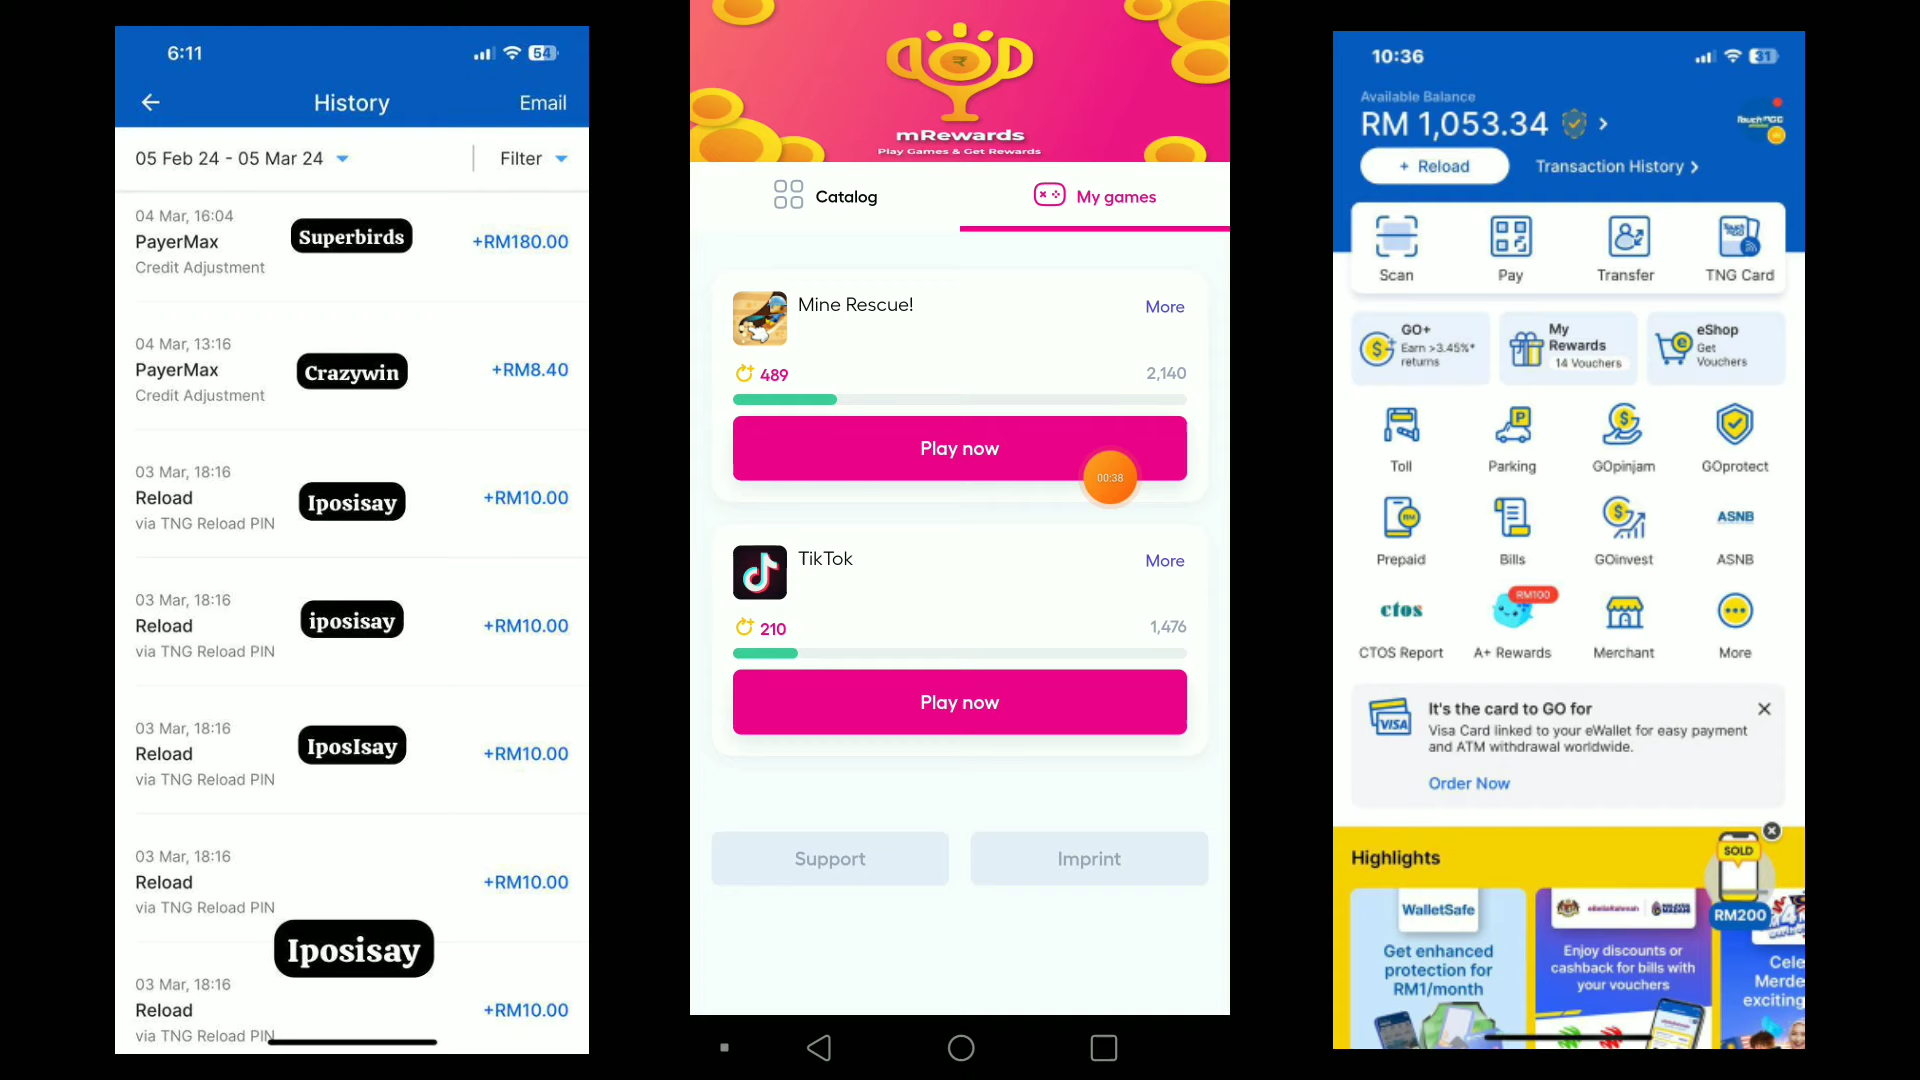 6:11
54
History
Email
05 Feb 24 - 05 Mar 24
Filter
04 Mar, 16:04
PayerMax
Superbirds
+RM180.00
Credit Adjustment
04 Mar, 13:16
PayerMax
Crazywin
+RM8.40
Credit Adjustment
03 Mar, 18:16
Reload
Iposisay
+RM10.00
via TNG Reload PIN
03 Mar, 18:16
Reload
iposisay
+RM10.00
via TNG Reload PIN
03 Mar, 18:16
Reload
IposIsay
+RM10.00
via TNG Reload PIN
03 Mar, 18:16
Reload
+RM10.00
via TNG Reload PIN
Iposisay
03 Mar, 18:16
Reload
+RM10.00
via TNG Reload PIN
₹
mRewards
Play Games & Get Rewards
Catalog
My games
Mine Rescue!
More
489
2,140
Play now
00:38
TikTok
More
210
1,476
Play now
Support
Imprint
10:36
31
Available Balance
RM 1,053.34
Touch'nGO
+ Reload
Transaction History
Scan
Pay
Transfer
TNG Card
GO+
Earn >3.45%*
returns
My
Rewards
14 Vouchers
eShop
Get
Vouchers
Toll
Parking
GOpinjam
GOprotect
Prepaid
Bills
GOinvest
ASNB
ASNB
RM100
ctos
CTOS Report
A+ Rewards
Merchant
More
VISA
It's the card to GO for
Visa Card linked to your eWallet for easy payment
and ATM withdrawal worldwide.
Order Now
Highlights
SOLD
RM200
WalletSafe
Get enhanced
protection for
RM1/month
Enjoy discounts or
cashback for bills with
your vouchers
Cele
Merde
exciting